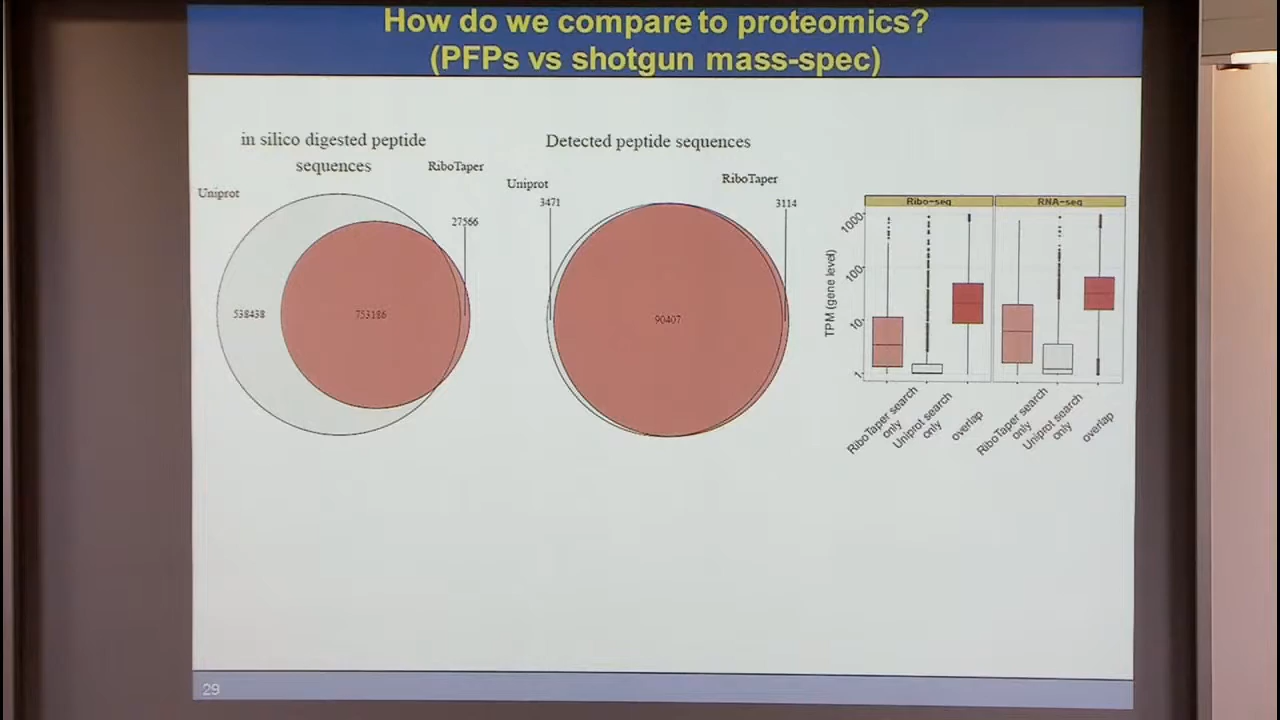 How do we compare to proteomics?
(PFPs vs shotgun mass-spec)
in silico digested peptide
sequences
Uniprot
RiboTaper
27566
538438
753186
Detected peptide sequences
Uniprot
3471
RiboTaper
3114
90407
Ribo-seq
RNA-seq
TPM (gene level)
1000
100
10
1
RiboTaper search
only
Uniprot search
only
overlap
RiboTaper search
only
Uniprot search
only
overlap
29